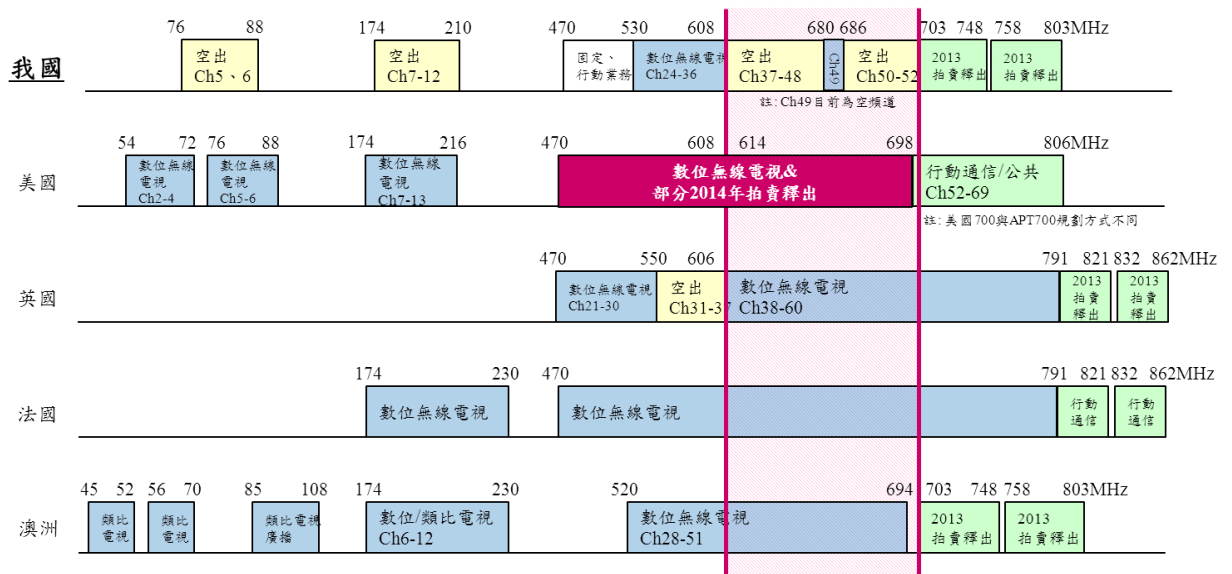 76 88 174 210 470 530 608 680 686 703 748 758 803MHz
我國
空出
Ch5、6
空出
Ch7-12
固定、
行動業務
數位無線電視
Ch24-36
空出
Ch37-48
Ch49
空出
Ch50-52
2013
拍賣釋出
2013
拍賣釋出
註:Ch49目前為空頻道
54 72 76 88 174 216 470 608 614 698 806MHz
美國
數位無線
電視
Ch2-4
數位無線
電視
Ch5-6
數位無線
電視
Ch7-13
數位無線電視&
部分2014年拍賣釋出
行動通信/公共
Ch52-69
註:美國700與APT700規劃方式不同
470 550 606 791 821 832 862MHz
英國
數位無線電視
Ch21-30
空出
Ch31-37
數位無線電視
Ch38-60
2013
拍賣
釋出
2013
拍賣
釋出
174 230 470 791 821 832 862MHz
法國
數位無線電視
數位無線電視
行動
通信
行動
通信
45 52 56 70 85 108 174 230 520 694 703 748 758 803MHz
澳洲
類比
電視
類比
電視
類比電視
廣播
數位/類比電視
Ch6-12
數位無線電視
Ch28-51
2013
拍賣釋出
2013
拍賣釋出